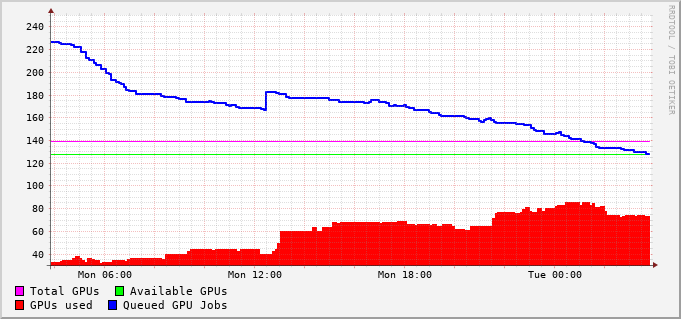 240
220
200
180
160
140
120
100
80
60
40
Mon 06:00 Mon 12:00 Mon 18:00 Tue 00:00
Total GPUs Available GPUs
GPUs used Queued GPU Jobs
RRDTOOL / TOBI OETIKER